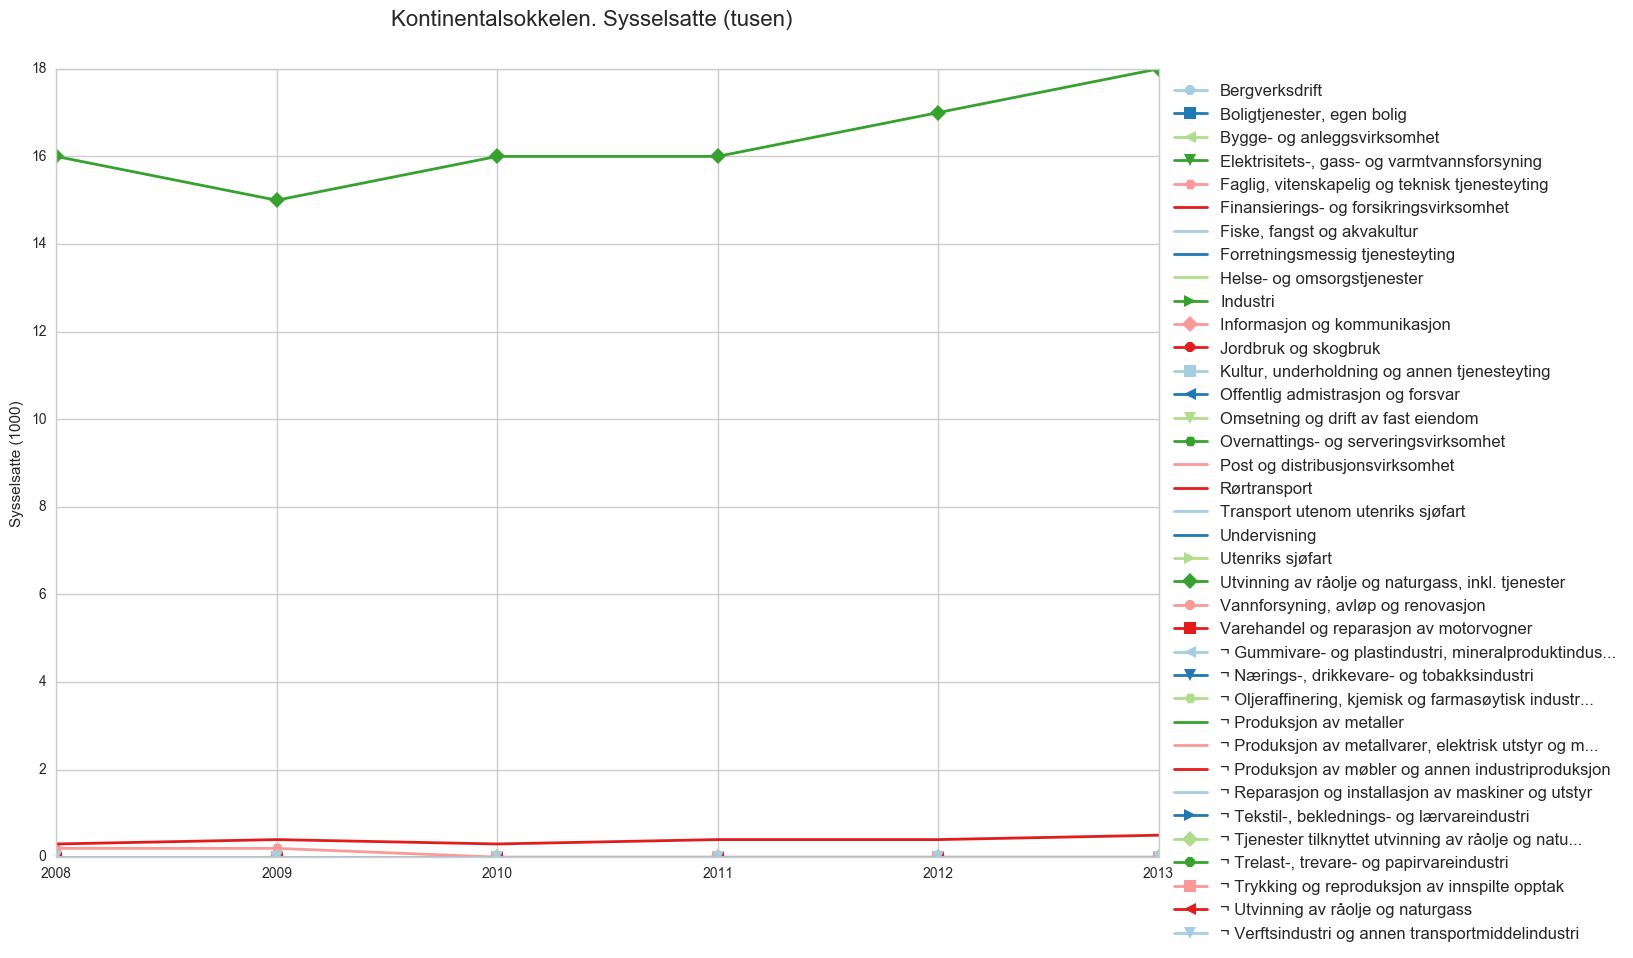 Kontinentalsokkelen. Sysselsatte (tusen)
18
16
14
12
10
8
6
4
2
0
Sysselsatte (1000)
2008 2009 2010 2011 2012 2013
Bergverksdrift
Boligtjenester, egen bolig
Bygge- og anleggsvirksomhet
Elektrisitets-, gass- og varmtvannsforsyning
Faglig, vitenskapelig og teknisk tjenesteyting
Finansierings- og forsikringsvirksomhet
Fiske, fangst og akvakultur
Forretningsmessig tjenesteyting
Helse- og omsorgstjenester
Industri
Informasjon og kommunikasjon
Jordbruk og skogbruk
Kultur, underholdning og annen tjenesteyting
Offentlig admistrasjon og forsvar
Omsetning og drift av fast eiendom
Overnattings- og serveringsvirksomhet
Post og distribusjonsvirksomhet
Rørtransport
Transport utenom utenriks sjøfart
Undervisning
Utenriks sjøfart
Utvinning av råolje og naturgass, inkl. tjenester
Vannforsyning, avløp og renovasjon
Varehandel og reparasjon av motorvogner
¬ Gummivare- og plastindustri, mineralproduktindus...
¬ Nærings-, drikkevare- og tobakksindustri
¬ Oljeraffinering, kjemisk og farmasøytisk industr...
¬ Produksjon av metaller
¬ Produksjon av metallvarer, elektrisk utstyr og m...
¬ Produksjon av møbler og annen industriproduksjon
¬ Reparasjon og installasjon av maskiner og utstyr
¬ Tekstil-, beklednings- og lærvareindustri
¬ Tjenester tilknyttet utvinning av råolje og natu...
¬ Trelast-, trevare- og papirvareindustri
¬ Trykking og reproduksjon av innspilte opptak
¬ Utvinning av råolje og naturgass
¬ Verftsindustri og annen transportmiddelindustri